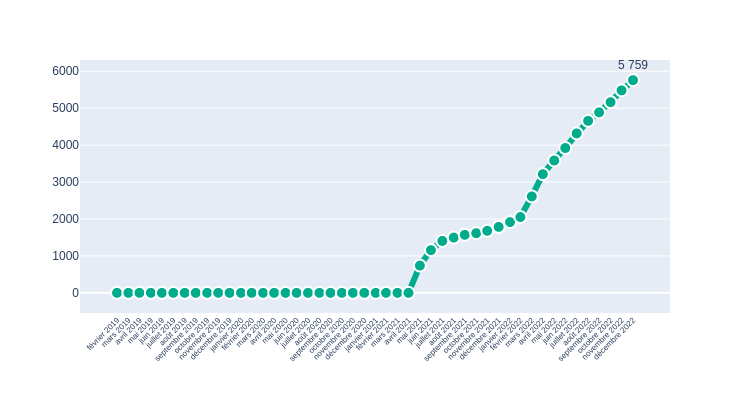 5 759
6000
5000
4000
3000
2000
1000
0
février 2019
mars 2019
avril 2019
mai 2019
juin 2019
juillet 2019
août 2019
septembre 2019
octobre 2019
novembre 2019
décembre 2019
janvier 2020
février 2020
mars 2020
avril 2020
mai 2020
juin 2020
juillet 2020
août 2020
septembre 2020
octobre 2020
novembre 2020
décembre 2020
janvier 2021
février 2021
mars 2021
avril 2021
mai 2021
juin 2021
juillet 2021
août 2021
septembre 2021
octobre 2021
novembre 2021
décembre 2021
janvier 2022
février 2022
mars 2022
avril 2022
mai 2022
juin 2022
juillet 2022
août 2022
septembre 2022
octobre 2022
novembre 2022
décembre 2022